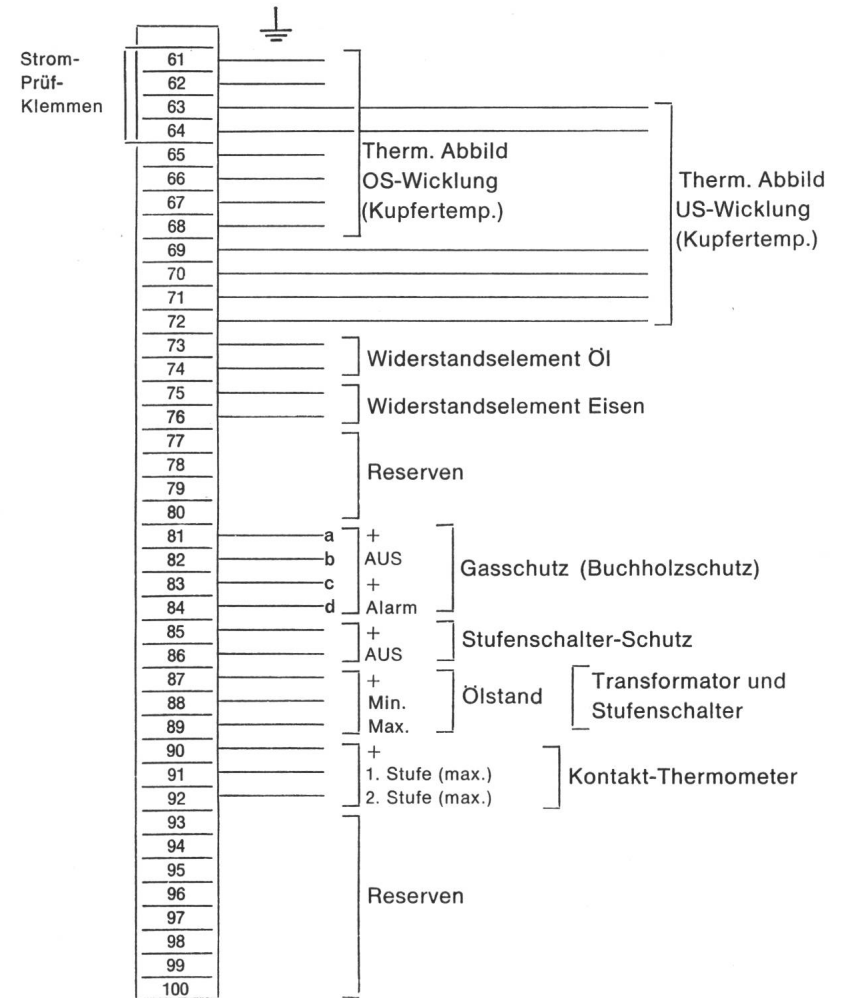 Strom-
Prüf-
Klemmen
61
62
63
64
65
66
67
68
69
70
71
72
73
74
75
76
77
78
79
80
81
82
83
84
85
86
87
88
89
90
91
92
93
94
95
96
97
98
99
100
Therm. Abbild
OS-Wicklung
(Kupfertemp.)
Therm. Abbild
US-Wicklung
(Kupfertemp.)
Widerstandselement Öl
Widerstandselement Eisen
Reserven
a +
b AUS
c +
d Alarm
Gasschutz (Buchholzschutz)
+
AUS
Stufenschalter-Schutz
+
Min.
Max.
Ölstand
Transformator und
Stufenschalter
+
1. Stufe (max.)
2. Stufe (max.)
Kontakt-Thermometer
Reserven